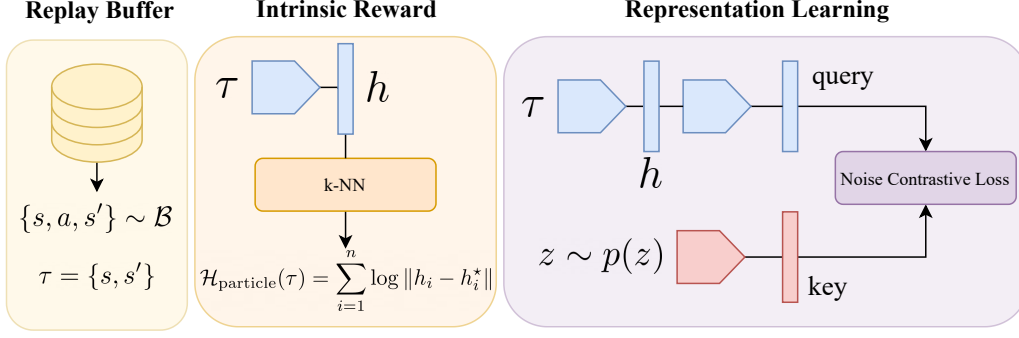 Replay Buffer
{s, a, s′} ∼ ℬ
τ = {s, s′}
Intrinsic Reward
τ
h
k-NN
ℋ_particle(τ) = ∑_{i=1}^{n} log ‖h_i − h_i^⋆‖
Representation Learning
τ
h
query
Noise Contrastive Loss
z ∼ p(z)
key